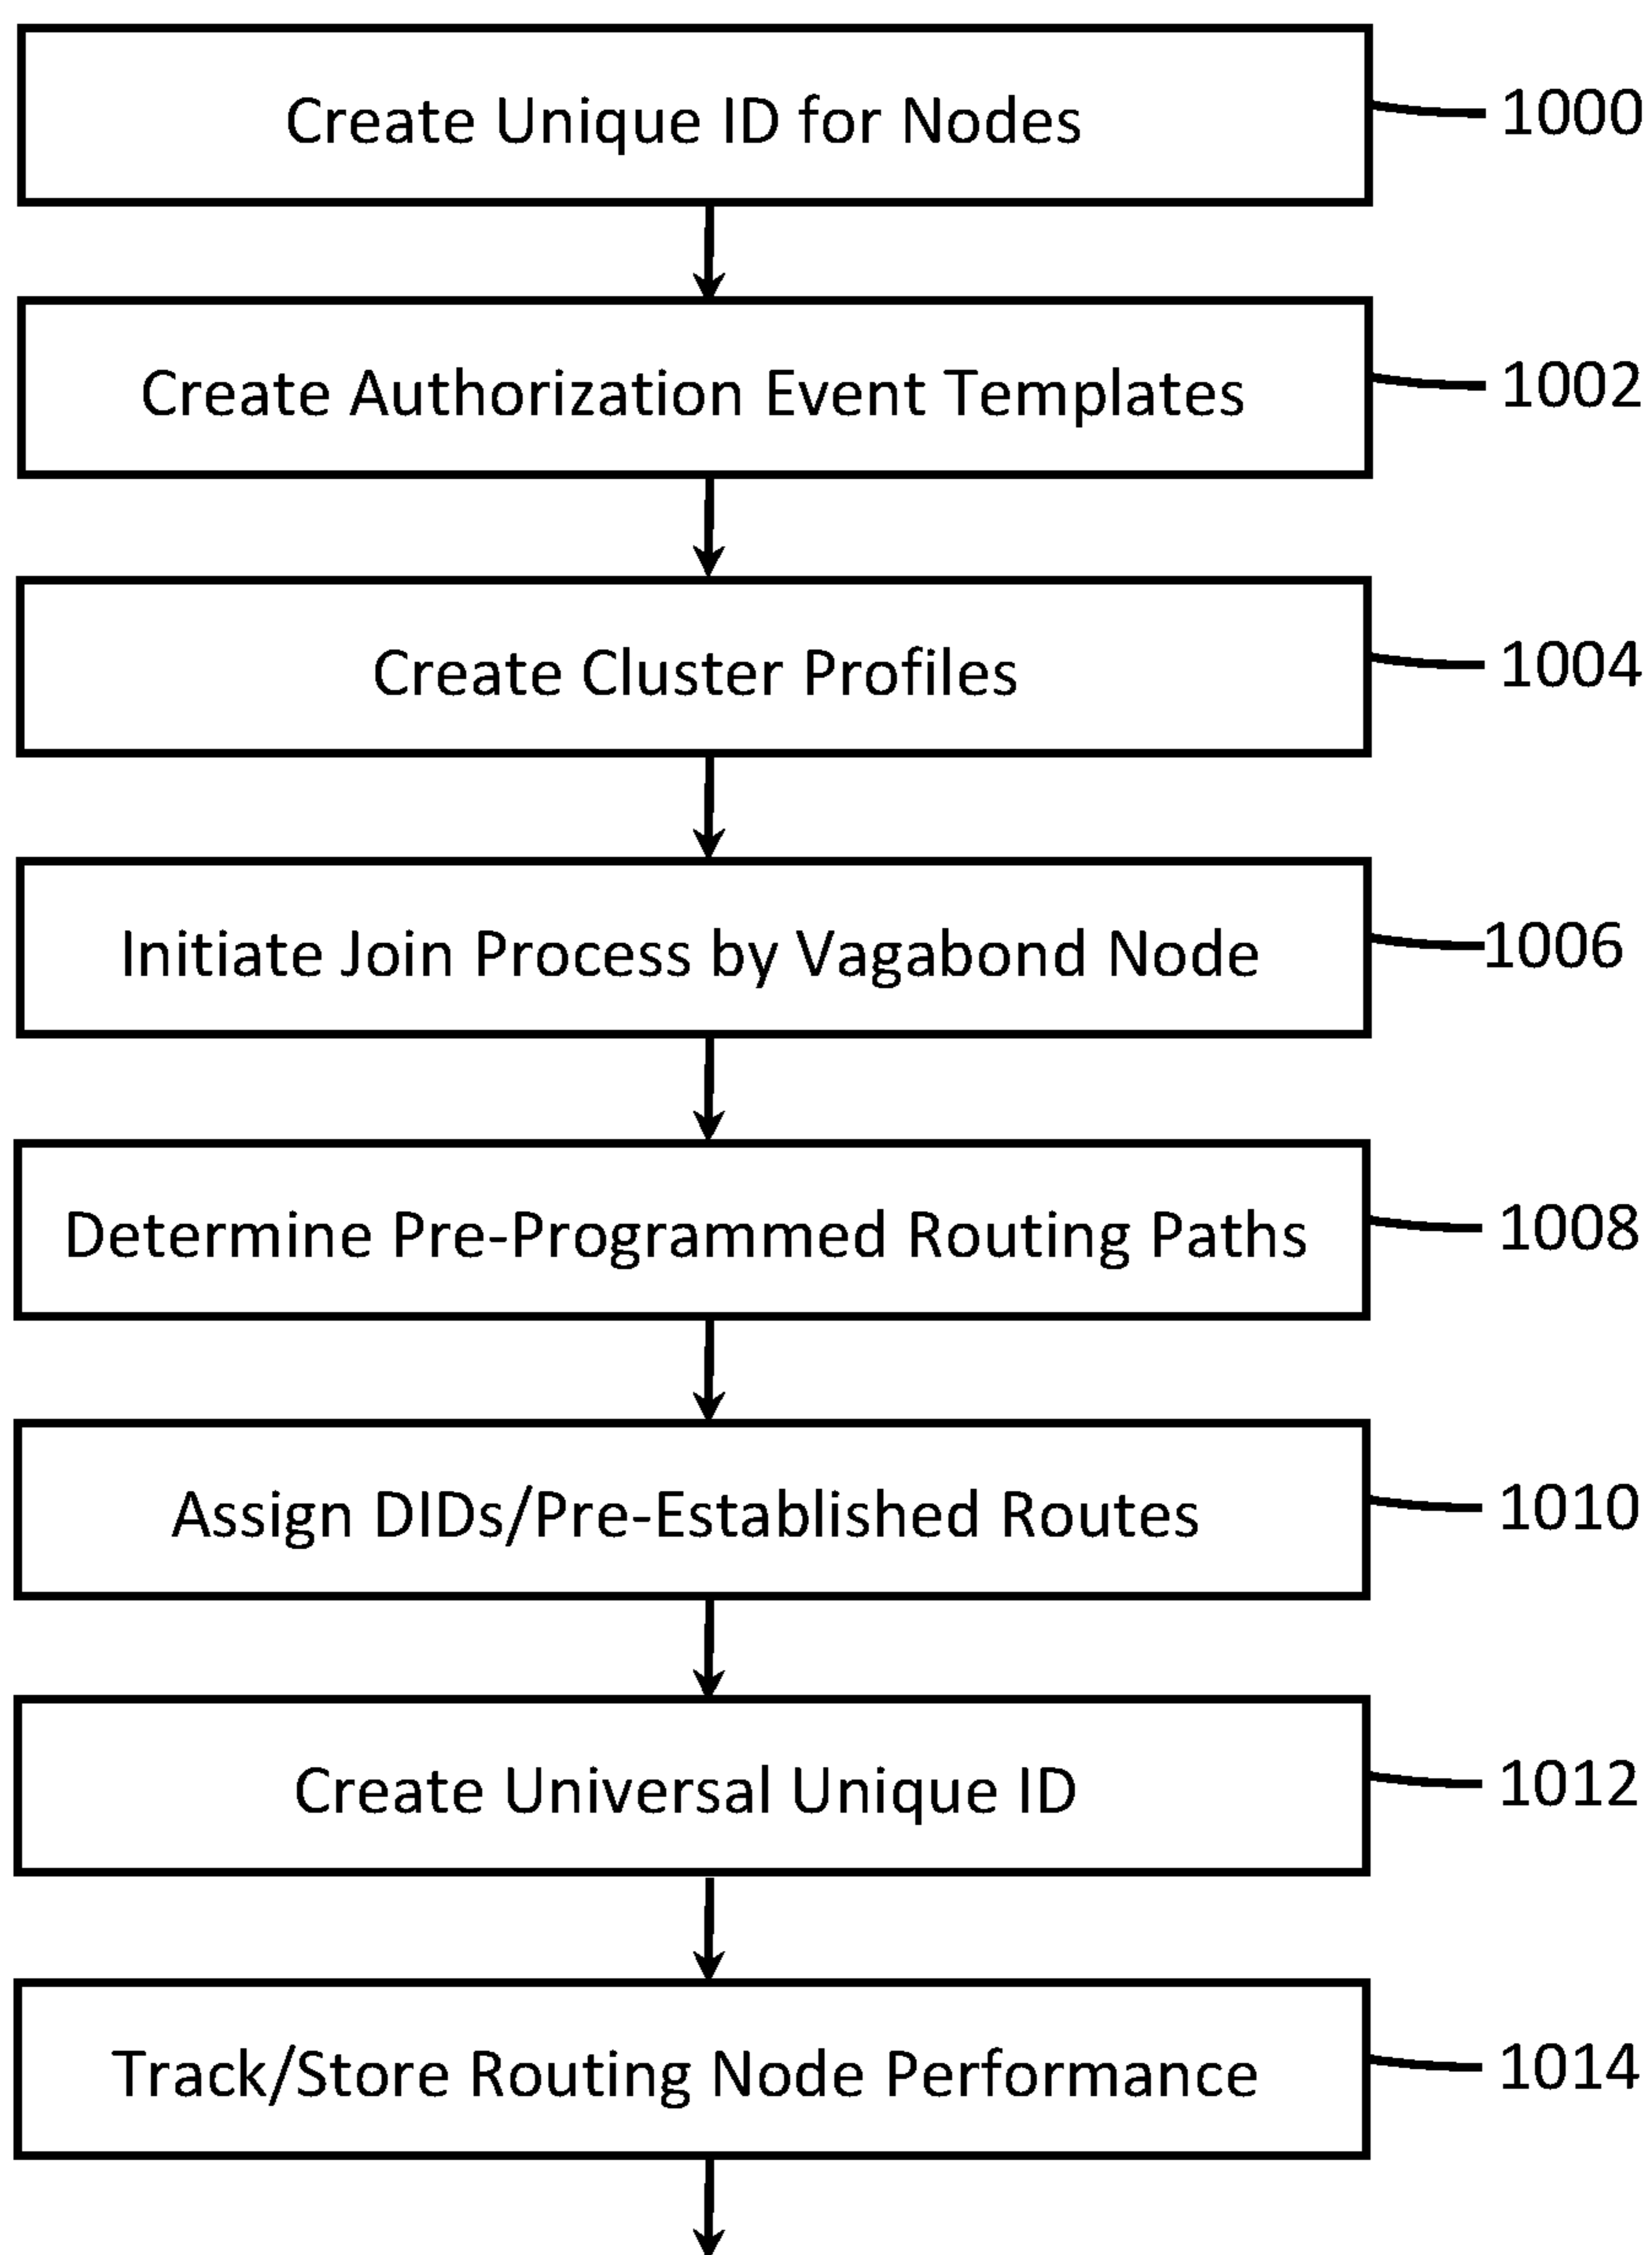 Create Unique ID for Nodes
1000
Create Authorization Event Templates
1002
Create Cluster Profiles
1004
Initiate Join Process by Vagabond Node
1006
Determine Pre-Programmed Routing Paths
1008
Assign DIDs/Pre-Established Routes
1010
Create Universal Unique ID
1012
Track/Store Routing Node Performance
1014